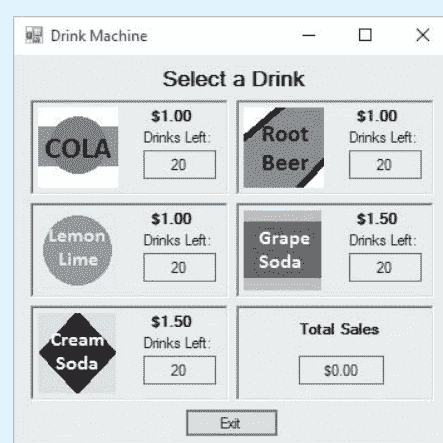 Drink Machine
Select a Drink
COLA
$1.00
Drinks Left:
20
Root
Beer
$1.00
Drinks Left:
20
Lemon
Lime
$1.00
Drinks Left:
20
Grape
Soda
$1.50
Drinks Left:
20
Cream
Soda
$1.50
Drinks Left:
20
Total Sales
$0.00
Exit